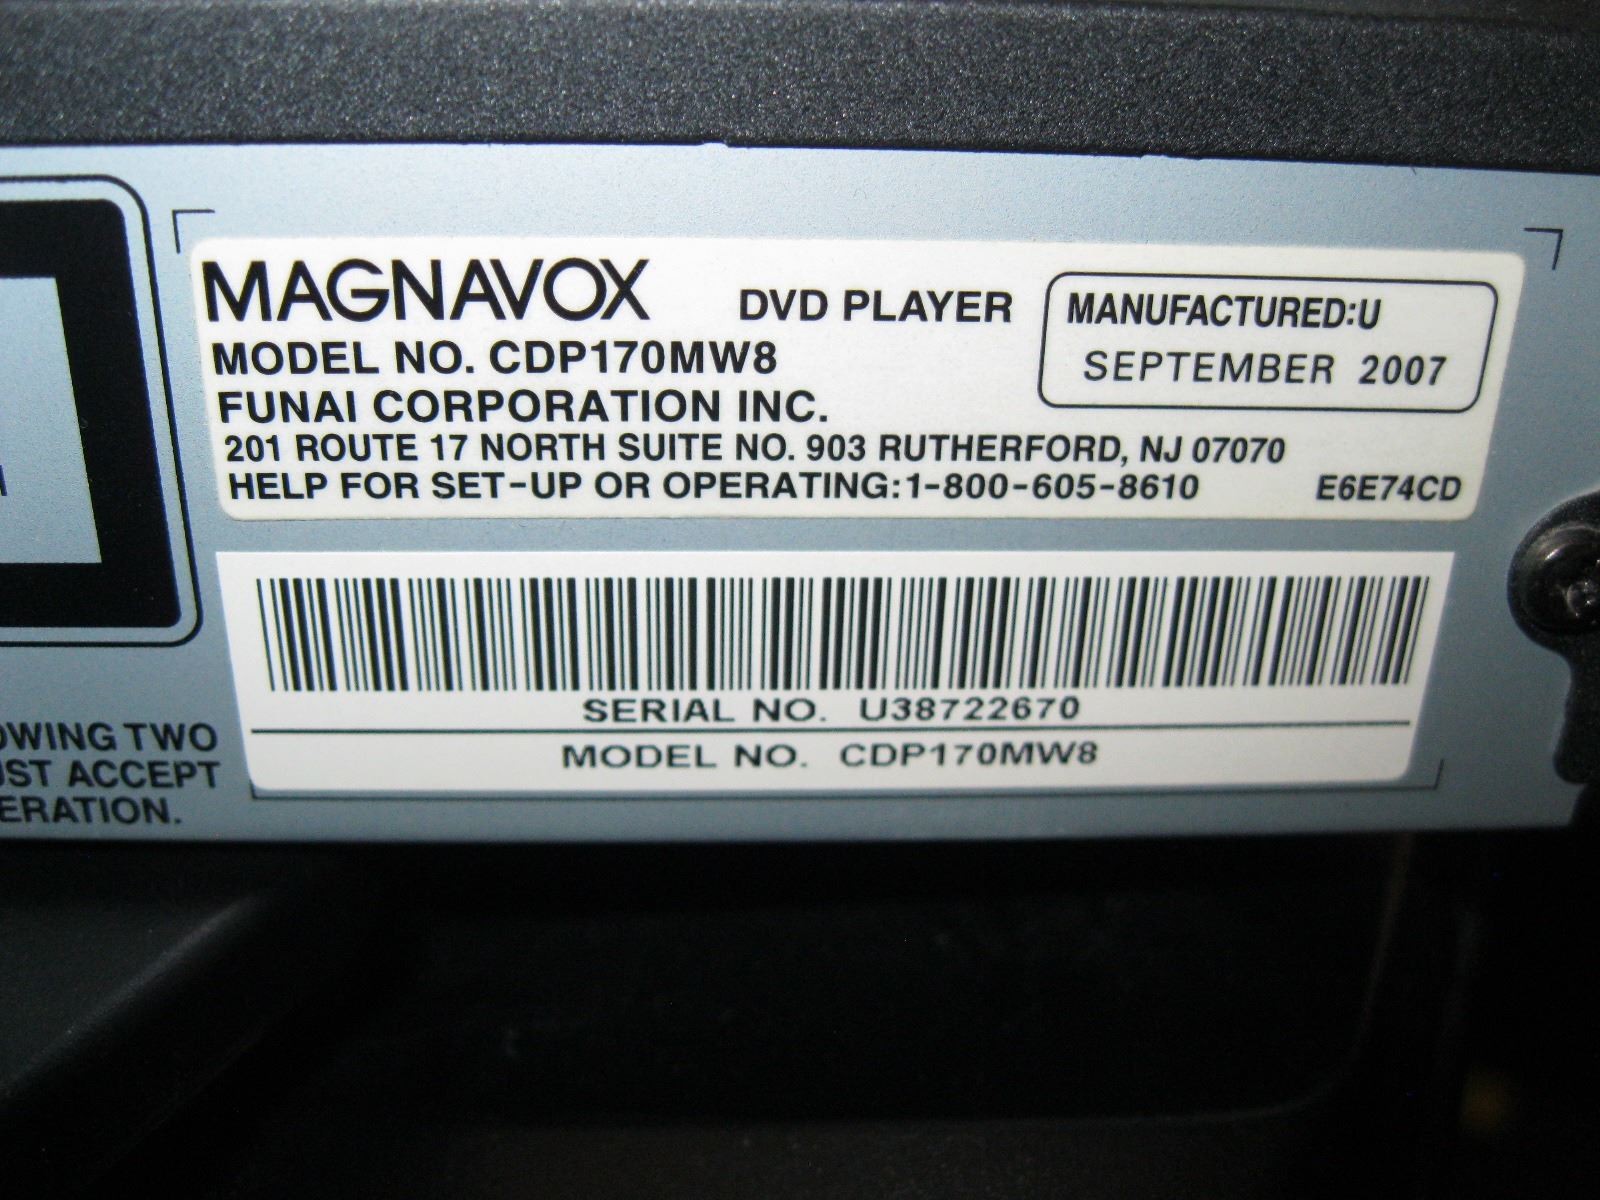 MAGNAVOX DVD PLAYER
MODEL NO. CDP170MW8
FUNAI CORPORATION INC.
201 ROUTE 17 NORTH SUITE NO. 903 RUTHERFORD, NJ 07070
HELP FOR SET-UP OR OPERATING:1-800-605-8610 E6E74CD
MANUFACTURED:U
SEPTEMBER 2007
SERIAL NO. U38722670
MODEL NO. CDP170MW8
OWING TWO
UST ACCEPT
ERATION.